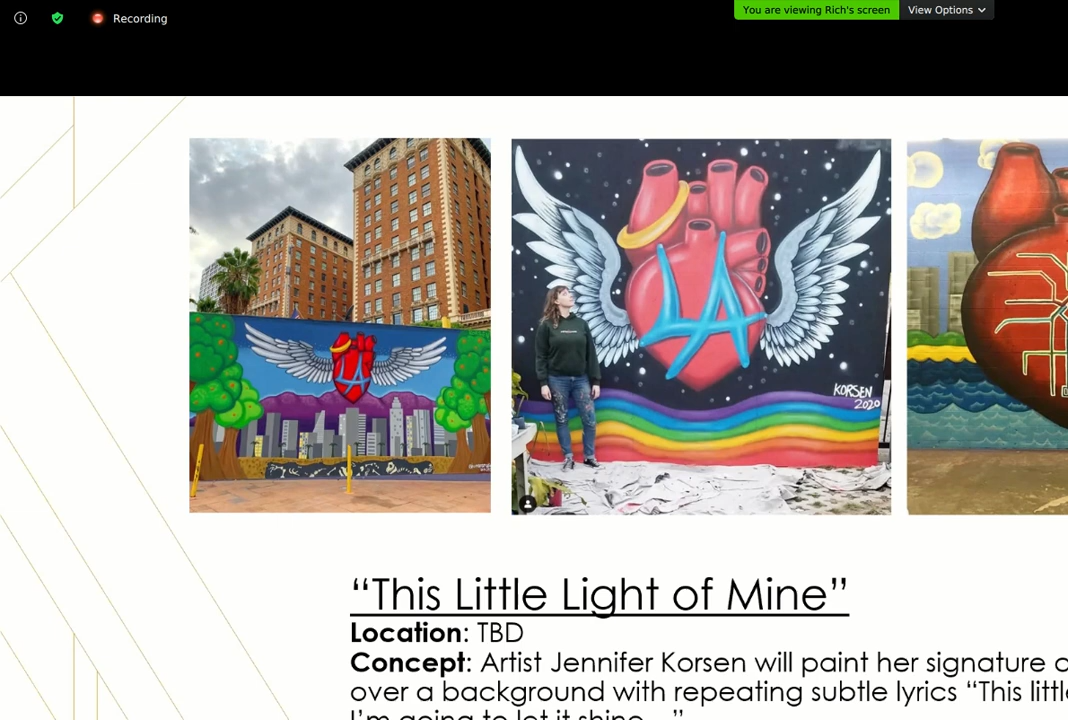 Recording
You are viewing Rich's screen
View Options
LA
LA
KORSEN
2020
“This Little Light of Mine”
Location: TBD
Concept: Artist Jennifer Korsen will paint her signature
over a background with repeating subtle lyrics “This
I’m going to let it shine...”